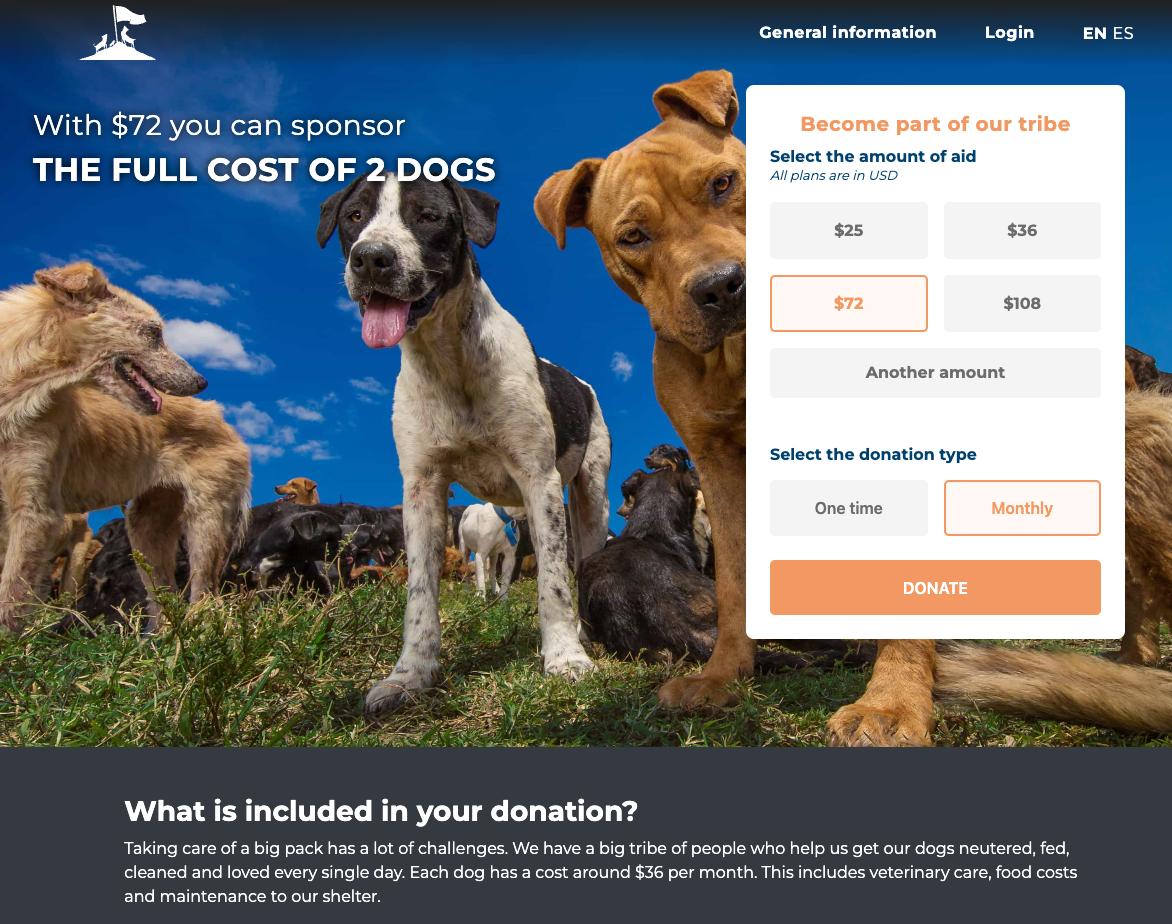 General information Login EN ES
With $72 you can sponsor
THE FULL COST OF 2 DOGS
Become part of our tribe
Select the amount of aid
All plans are in USD
$25 $36
$72 $108
Another amount
Select the donation type
One time Monthly
DONATE
What is included in your donation?
Taking care of a big pack has a lot of challenges. We have a big tribe of people who help us get our dogs neutered, fed,
cleaned and loved every single day. Each dog has a cost around $36 per month. This includes veterinary care, food costs
and maintenance to our shelter.